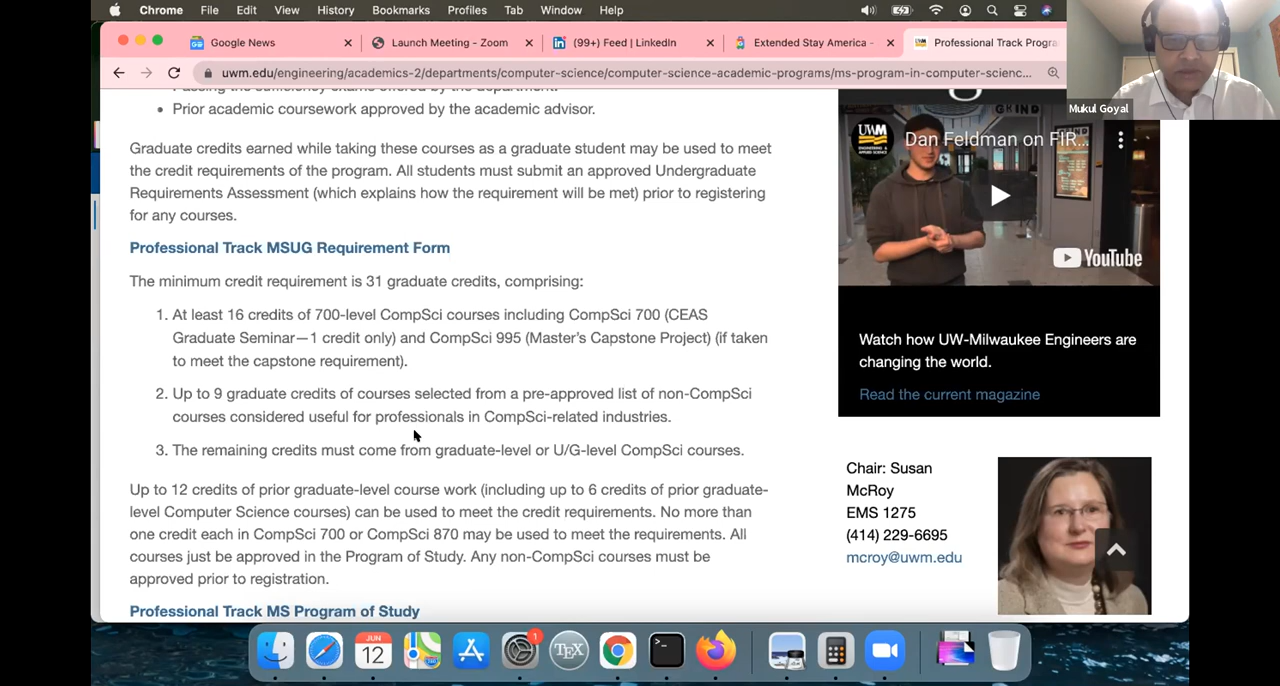 Chrome File Edit View History Bookmarks Profiles Tab Window Help
Google News
Launch Meeting - Zoom
(99+) Feed | LinkedIn
Extended Stay America -
Professional Track Progra
uwm.edu/engineering/academics-2/departments/computer-science/computer-science-academic-programs/ms-program-in-computer-scienc...
Mukul Goyal
Passing the sufficiency exams offered by the department.
• Prior academic coursework approved by the academic advisor.
Graduate credits earned while taking these courses as a graduate student may be used to meet
the credit requirements of the program. All students must submit an approved Undergraduate
Requirements Assessment (which explains how the requirement will be met) prior to registering
for any courses.
Professional Track MSUG Requirement Form
The minimum credit requirement is 31 graduate credits, comprising:
1. At least 16 credits of 700-level CompSci courses including CompSci 700 (CEAS
Graduate Seminar—1 credit only) and CompSci 995 (Master's Capstone Project) (if taken
to meet the capstone requirement).
2. Up to 9 graduate credits of courses selected from a pre-approved list of non-CompSci
courses considered useful for professionals in CompSci-related industries.
3. The remaining credits must come from graduate-level or U/G-level CompSci courses.
Up to 12 credits of prior graduate-level course work (including up to 6 credits of prior graduate-
level Computer Science courses) can be used to meet the credit requirements. No more than
one credit each in CompSci 700 or CompSci 870 may be used to meet the requirements. All
courses just be approved in the Program of Study. Any non-CompSci courses must be
approved prior to registration.
Professional Track MS Program of Study
GRIND
UWM
ENGINEERING
& APPLIED
SCIENCE
Dan Feldman on FIR...
YouTube
Watch how UW-Milwaukee Engineers are
changing the world.
Read the current magazine
Chair: Susan
McRoy
EMS 1275
(414) 229-6695
mcroy@uwm.edu
JUN
12
TEX
1